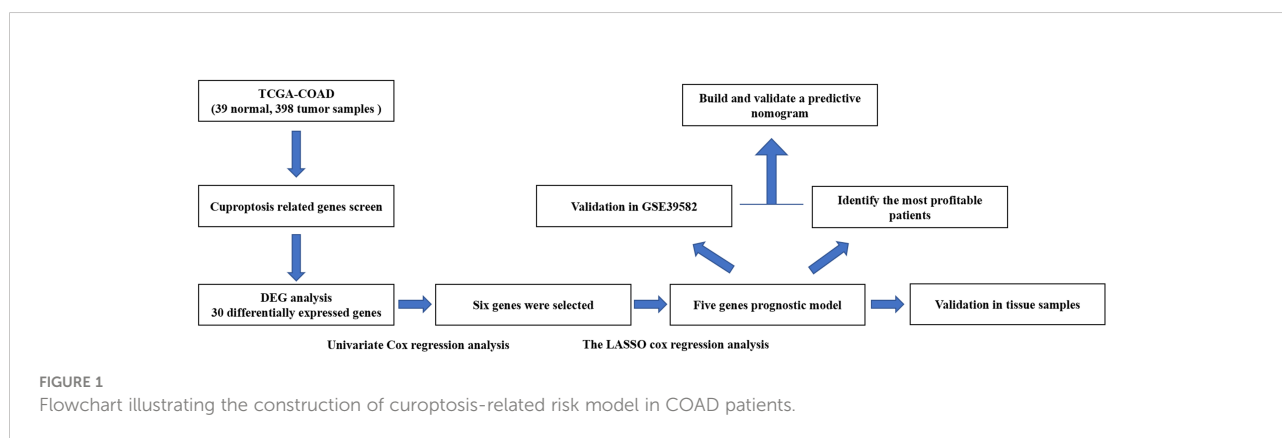 TCGA-COAD
(39 normal, 398 tumor samples )
Cuproptosis related genes screen
DEG analysis
30 differentially expressed genes
Univariate Cox regression analysis
Six genes were selected
The LASSO cox regression analysis
Five genes prognostic model
Validation in GSE39582
Identify the most profitable
patients
Build and validate a predictive
nomogram
Validation in tissue samples
FIGURE 1
Flowchart illustrating the construction of curoptosis-related risk model in COAD patients.